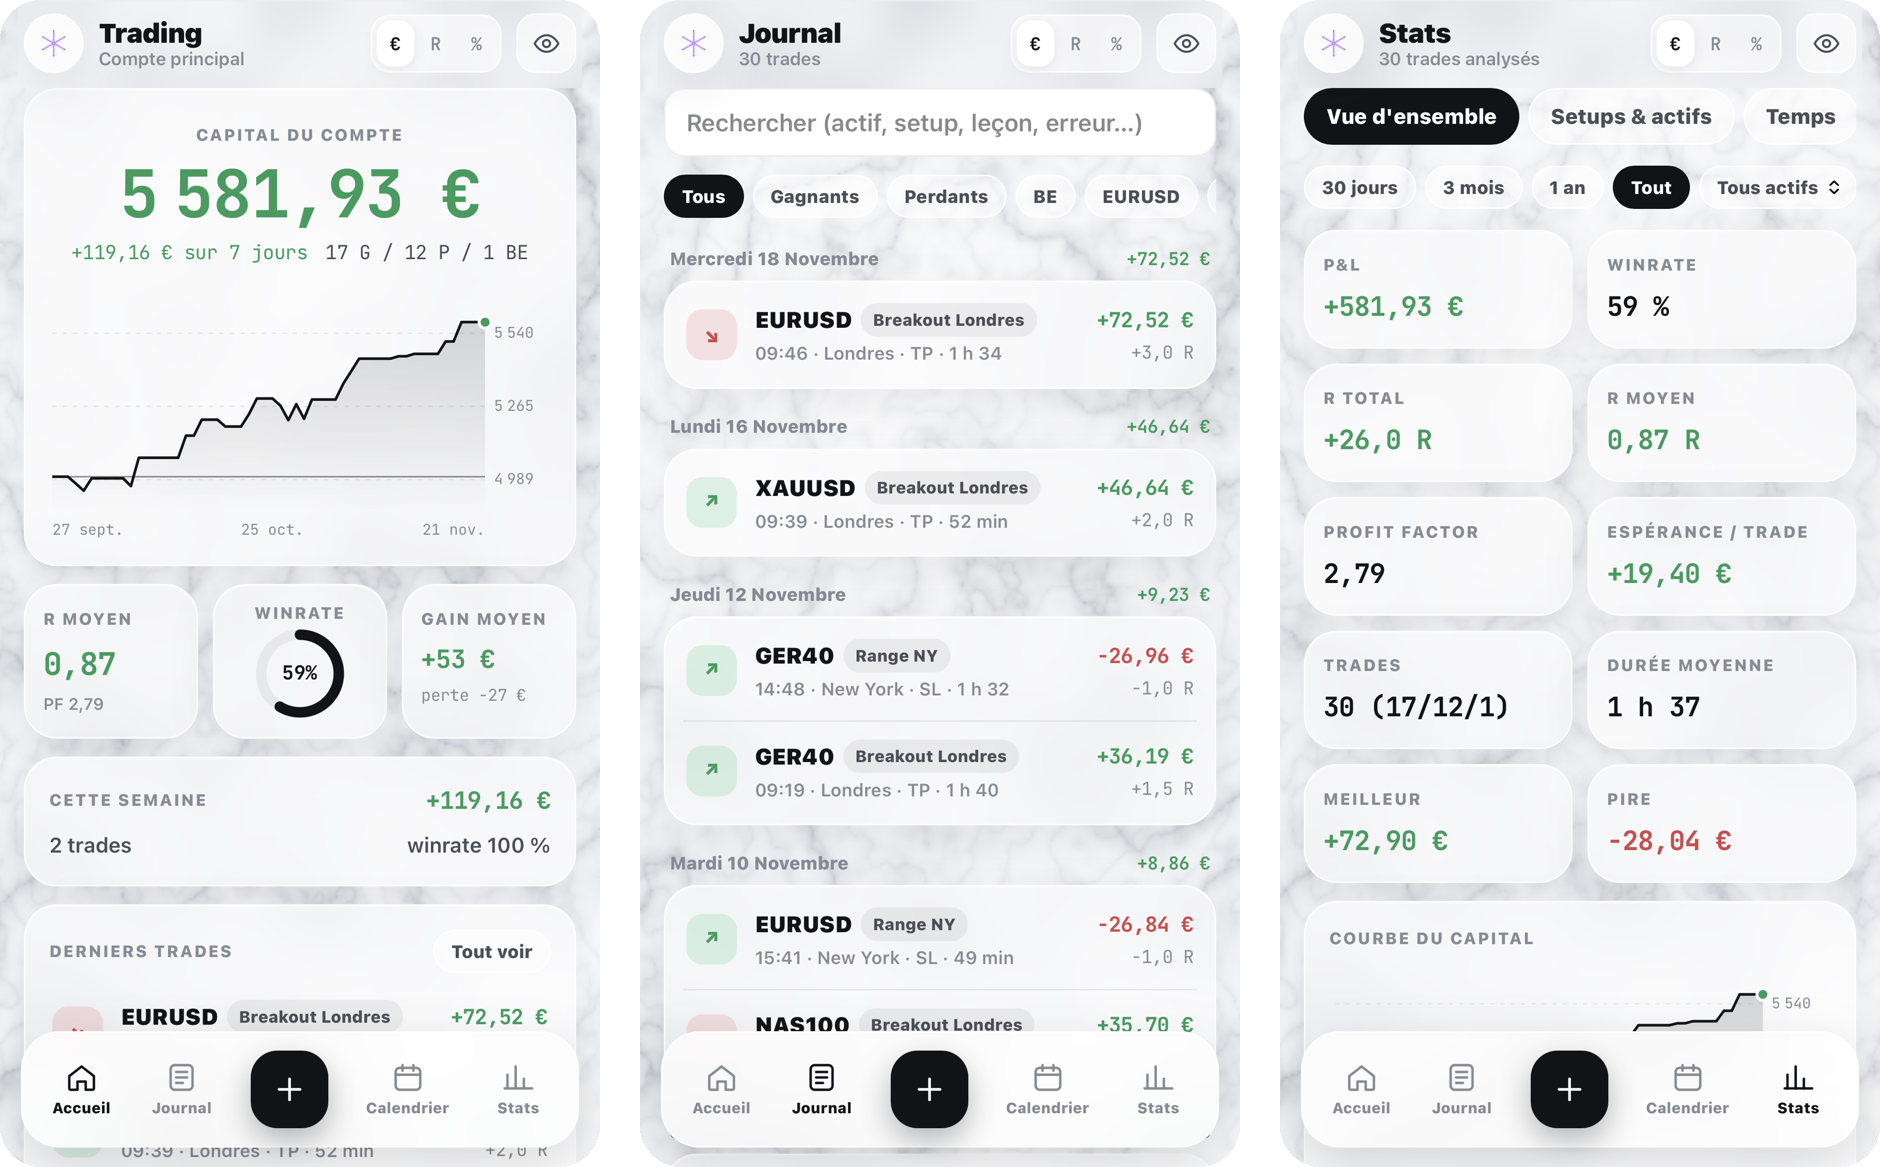 Trading
Compte principal
€ R %
CAPITAL DU COMPTE
5 581,93 €
+119,16 € sur 7 jours 17 G / 12 P / 1 BE
5 540
5 265
4 989
27 sept. 25 oct. 21 nov.
R MOYEN
0,87
PF 2,79
WINRATE
59%
GAIN MOYEN
+53 €
perte -27 €
CETTE SEMAINE +119,16 €
2 trades winrate 100 %
DERNIERS TRADES Tout voir
EURUSD Breakout Londres +72,52 €
Accueil Journal Calendrier Stats
09:39 · Londres · TP · 52 min +2,0 R
Journal
30 trades
€ R %
Rechercher (actif, setup, leçon, erreur...)
Tous Gagnants Perdants BE EURUSD
Mercredi 18 Novembre +72,52 €
EURUSD Breakout Londres +72,52 €
09:46 · Londres · TP · 1 h 34 +3,0 R
Lundi 16 Novembre +46,64 €
XAUUSD Breakout Londres +46,64 €
09:39 · Londres · TP · 52 min +2,0 R
Jeudi 12 Novembre +9,23 €
GER40 Range NY -26,96 €
14:48 · New York · SL · 1 h 32 -1,0 R
GER40 Breakout Londres +36,19 €
09:19 · Londres · TP · 1 h 40 +1,5 R
Mardi 10 Novembre +8,86 €
EURUSD Range NY -26,84 €
15:41 · New York · SL · 49 min -1,0 R
NAS100 Breakout Londres +35,70 €
Accueil Journal Calendrier Stats
Stats
30 trades analysés
€ R %
Vue d'ensemble Setups & actifs Temps
30 jours 3 mois 1 an Tout Tous actifs
P&L
+581,93 €
WINRATE
59 %
R TOTAL
+26,0 R
R MOYEN
0,87 R
PROFIT FACTOR
2,79
ESPÉRANCE / TRADE
+19,40 €
TRADES
30 (17/12/1)
DURÉE MOYENNE
1 h 37
MEILLEUR
+72,90 €
PIRE
-28,04 €
COURBE DU CAPITAL
5 540
Accueil Journal Calendrier Stats